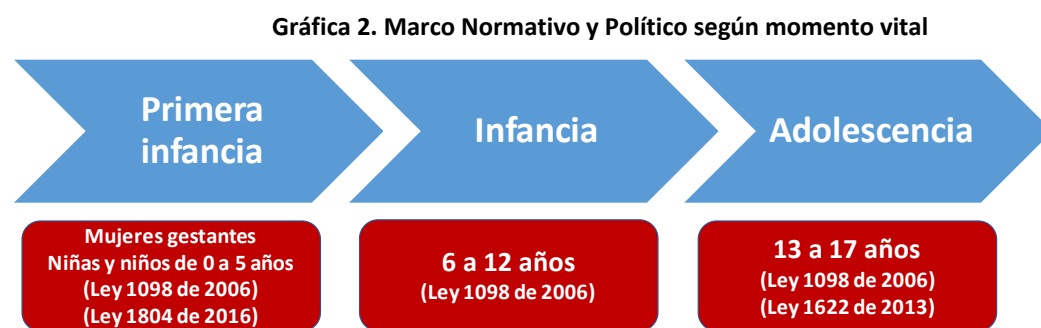 Gráfica 2. Marco Normativo y Político según momento vital
Primera
infancia
Infancia
Adolescencia
Mujeres gestantes
Niñas y niños de 0 a 5 años
(Ley 1098 de 2006)
(Ley 1804 de 2016)
6 a 12 años
(Ley 1098 de 2006)
13 a 17 años
(Ley 1098 de 2006)
(Ley 1622 de 2013)